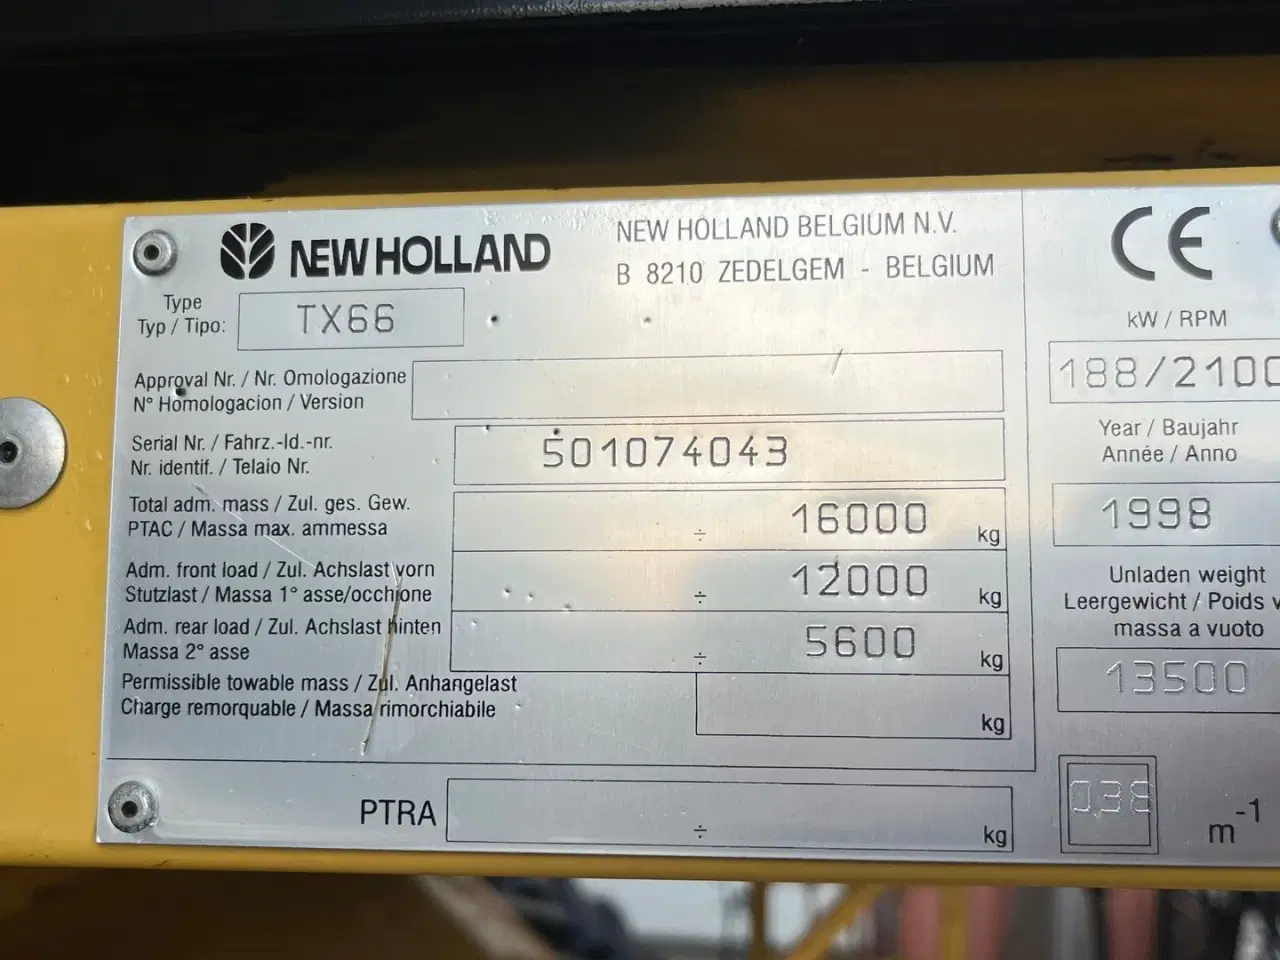 NEW HOLLAND
NEW HOLLAND BELGIUM N.V.
B 8210 ZEDELGEM - BELGIUM
Type
Typ / Tipo:
TX66
Approval Nr. / Nr. Omologazione
N° Homologacion / Version
Serial Nr. / Fahrz.-Id.-nr.
Nr. identif. / Telaio Nr.
501074043
Total adm. mass / Zul. ges. Gew.
PTAC / Massa max. ammessa
÷ 16000 kg
Adm. front load / Zul. Achslast vorn
Stutzlast / Massa 1° asse/occhione
÷ 12000 kg
Adm. rear load / Zul. Achslast hinten
Massa 2° asse
÷ 5600 kg
Permissible towable mass / Zul. Anhangelast
Charge remorquable / Massa rimorchiabile
kg
PTRA
÷ kg
CE
kW / RPM
188/2100
Year / Baujahr
Année / Anno
1998
Unladen weight
Leergewicht / Poids
massa a vuoto
13500
0,38
m-1